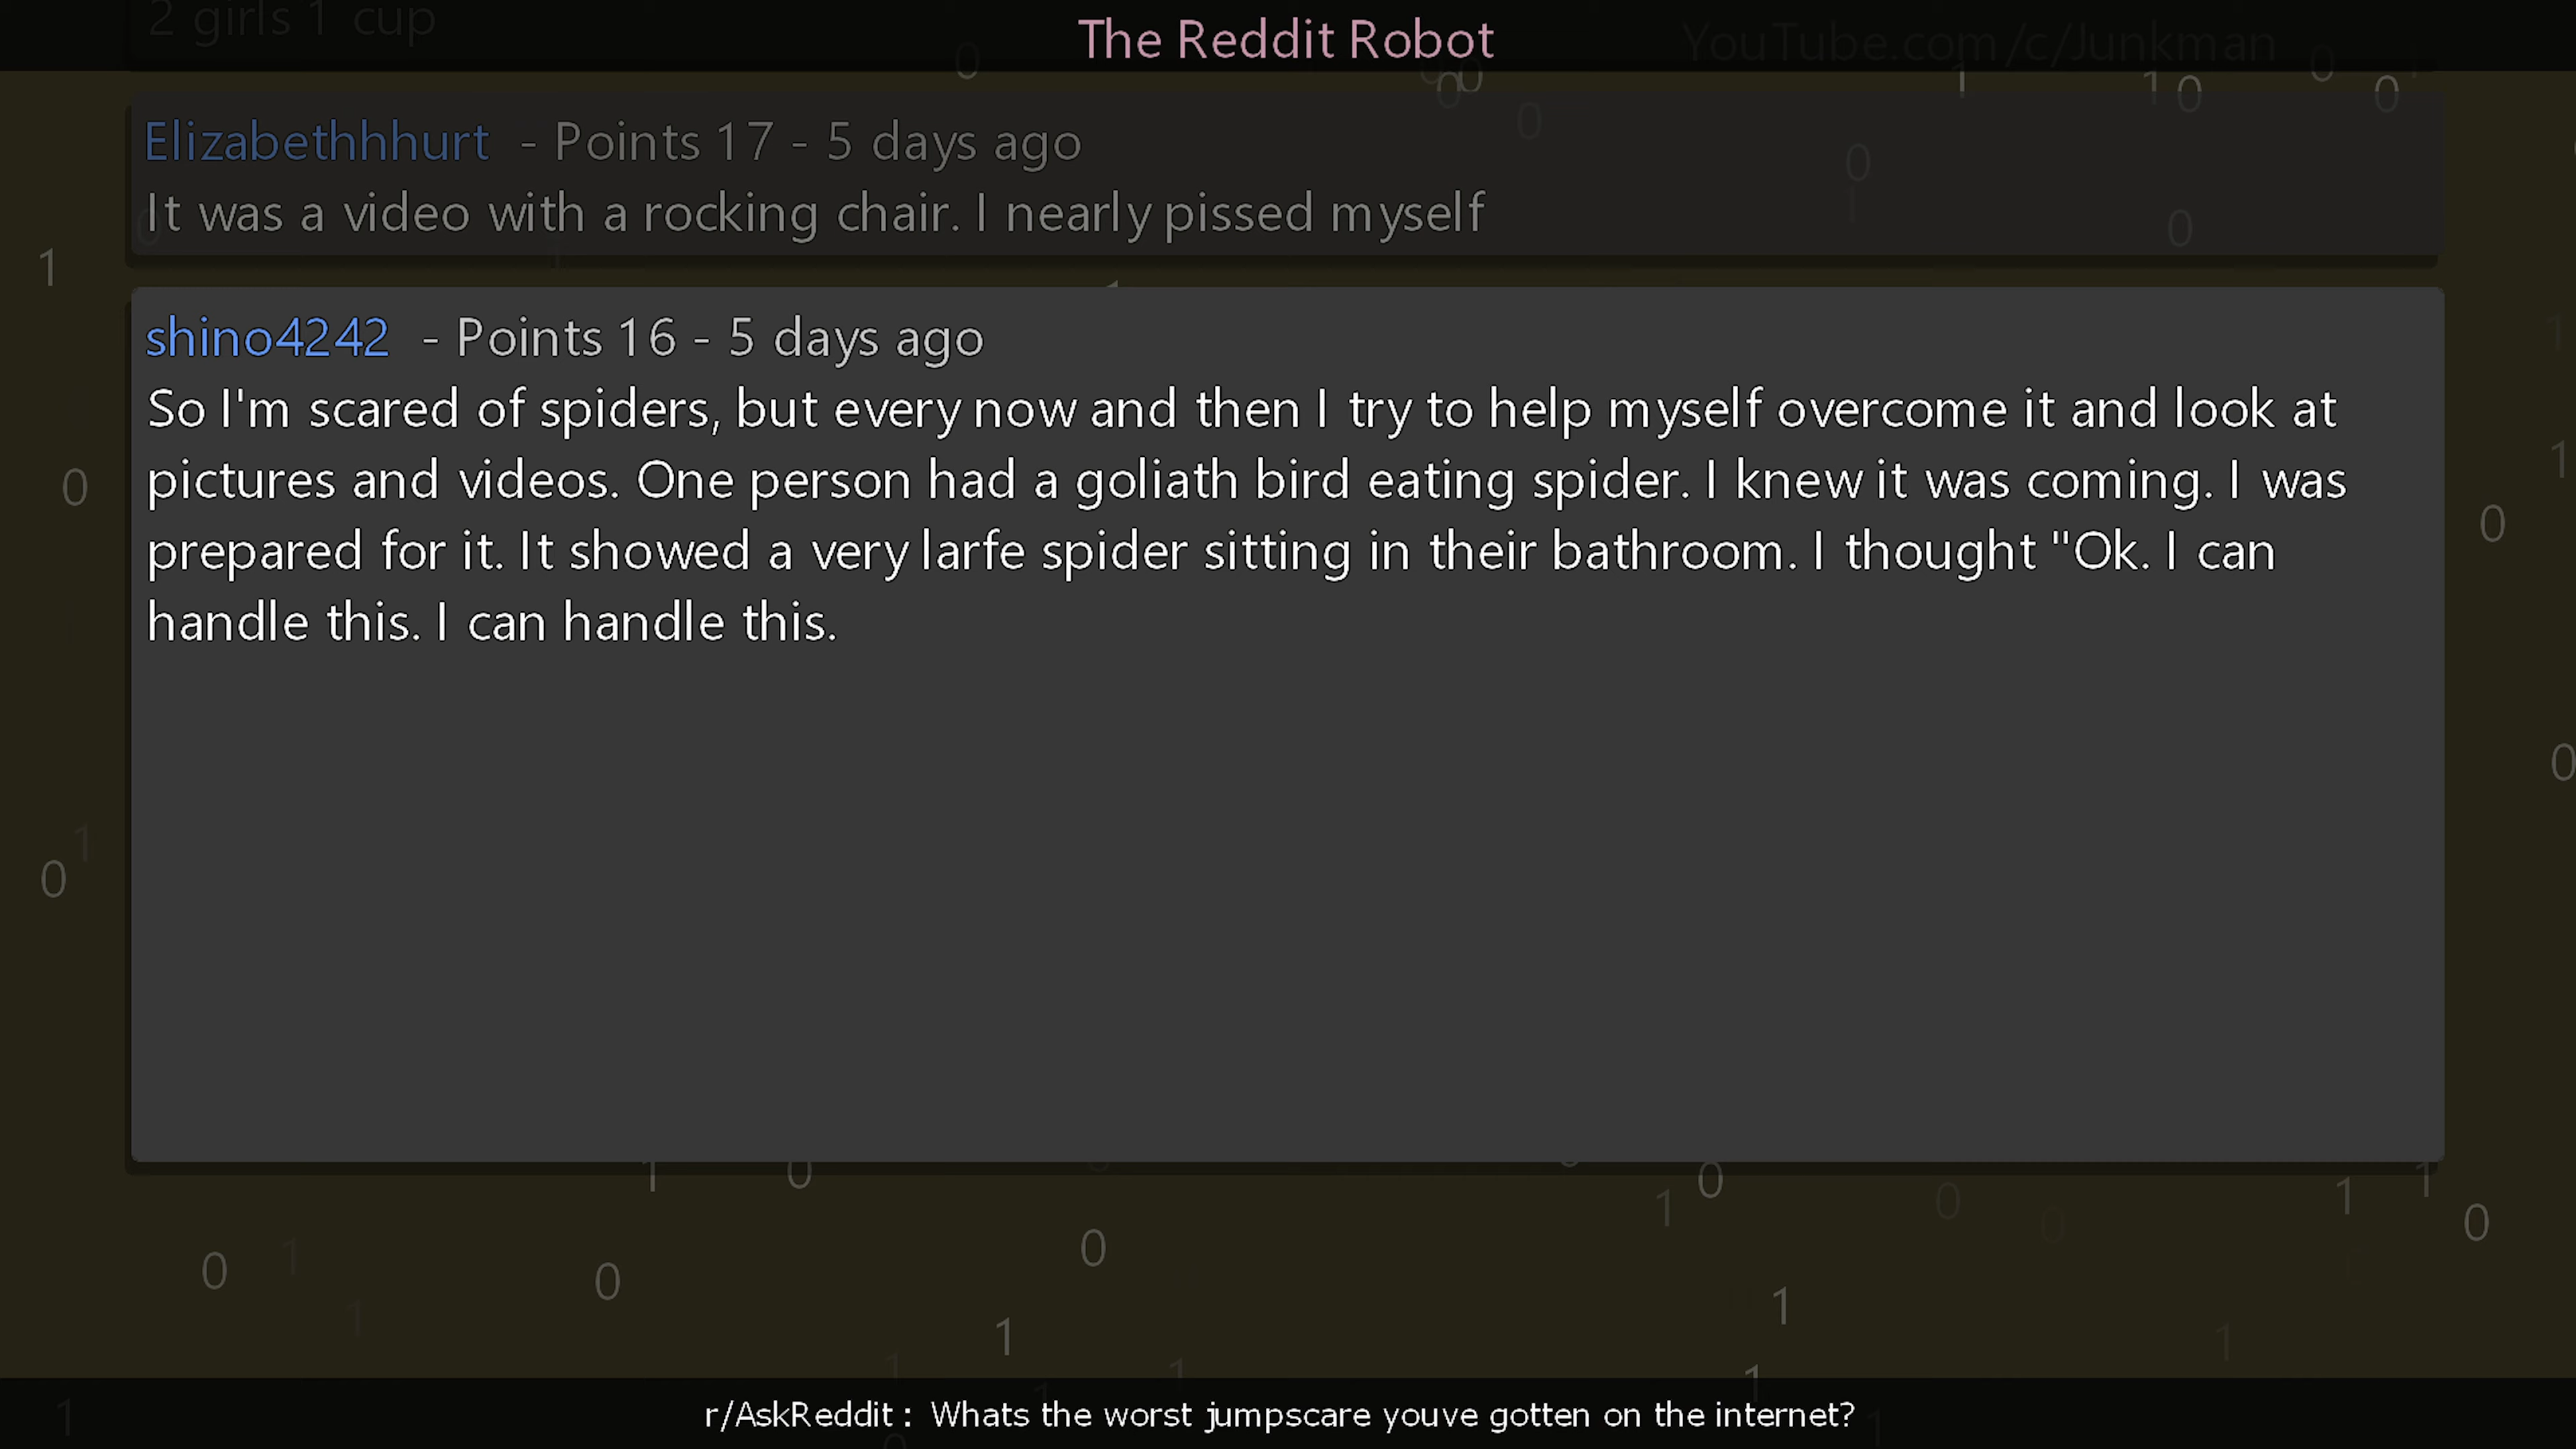 2 girls 1 cup
The Reddit Robot
YouTube.com/c/Junkman
Elizabethhhurt - Points 17 - 5 days ago
It was a video with a rocking chair. I nearly pissed myself
shino4242 - Points 16 - 5 days ago
So I'm scared of spiders, but every now and then I try to help myself overcome it and look at
pictures and videos. One person had a goliath bird eating spider. I knew it was coming. I was
prepared for it. It showed a very larfe spider sitting in their bathroom. I thought "Ok. I can
handle this. I can handle this.
r/AskReddit : Whats the worst jumpscare youve gotten on the internet?